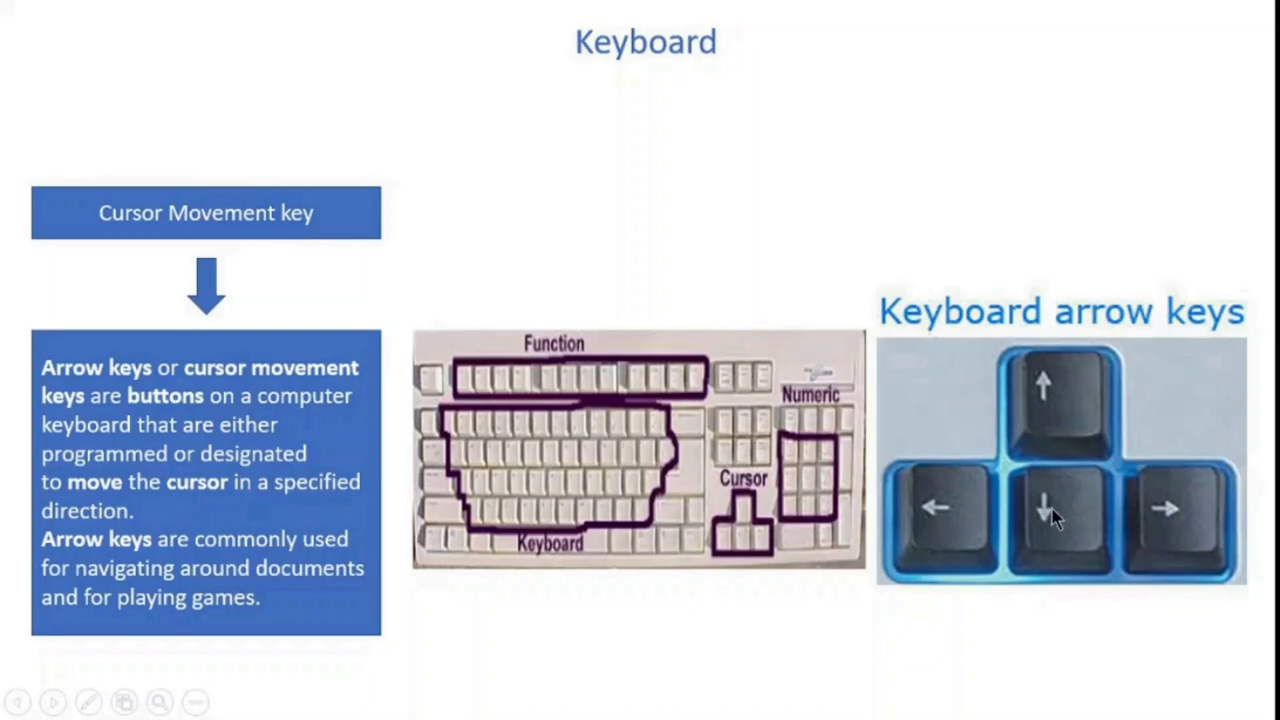 Keyboard
Cursor Movement key
Arrow keys or cursor movement
keys are buttons on a computer
keyboard that are either
programmed or designated
to move the cursor in a specified
direction.
Arrow keys are commonly used
for navigating around documents
and for playing games.
Function
Numeric
Cursor
Keyboard
Keyboard arrow keys